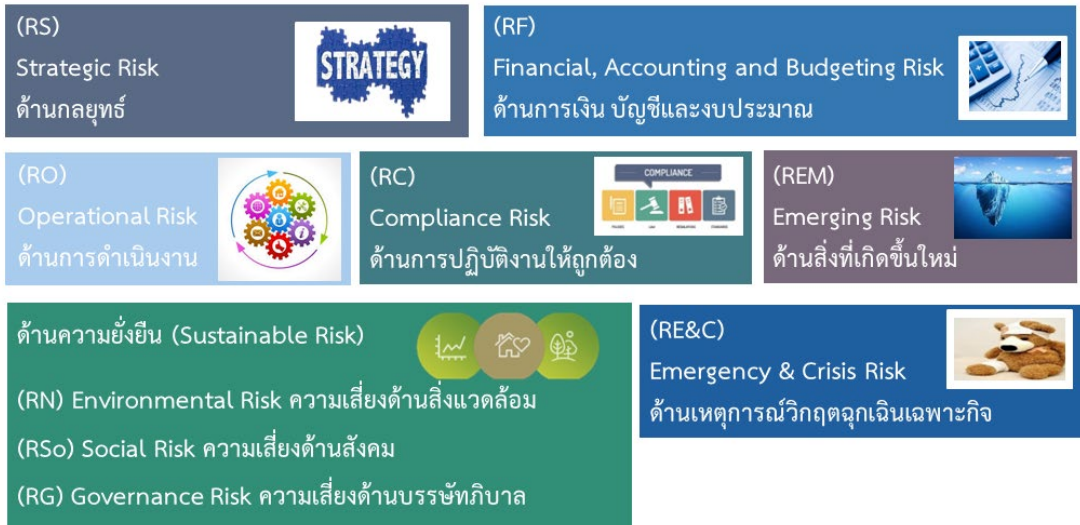 (RS)
Strategic Risk
ด้านกลยุทธ์
STRATEGY
(RF)
Financial, Accounting and Budgeting Risk
ด้านการเงิน บัญชีและงบประมาณ
(RO)
Operational Risk
ด้านการดำเนินงาน
(RC)
Compliance Risk
ด้านการปฏิบัติงานให้ถูกต้อง
COMPLIANCE
(REM)
Emerging Risk
ด้านสิ่งที่เกิดขึ้นใหม่
ด้านความยั่งยืน (Sustainable Risk)
(RN) Environmental Risk ความเสี่ยงด้านสิ่งแวดล้อม
(RSo) Social Risk ความเสี่ยงด้านสังคม
(RG) Governance Risk ความเสี่ยงด้านบรรษัทภิบาล
(RE&C)
Emergency & Crisis Risk
ด้านเหตุการณ์วิกฤตฉุกเฉินเฉพาะกิจ